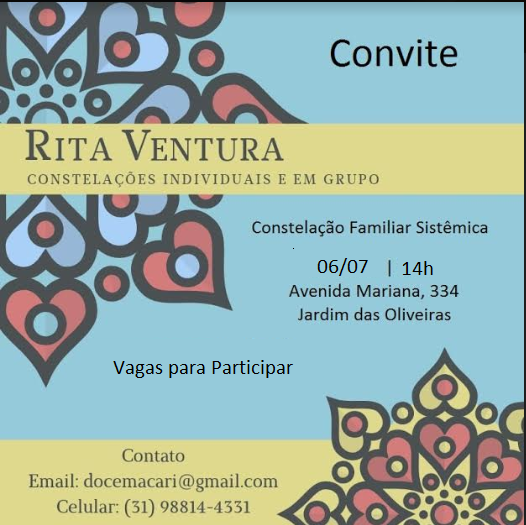 Convite
RITA VENTURA
CONSTELAÇÕES INDIVIDUAIS E EM GRUPO
Constelação Familiar Sistêmica
06/07 | 14h
Avenida Mariana, 334
Jardim das Oliveiras
Vagas para Participar
Contato
Email: docemacari@gmail.com
Celular: (31) 98814-4331